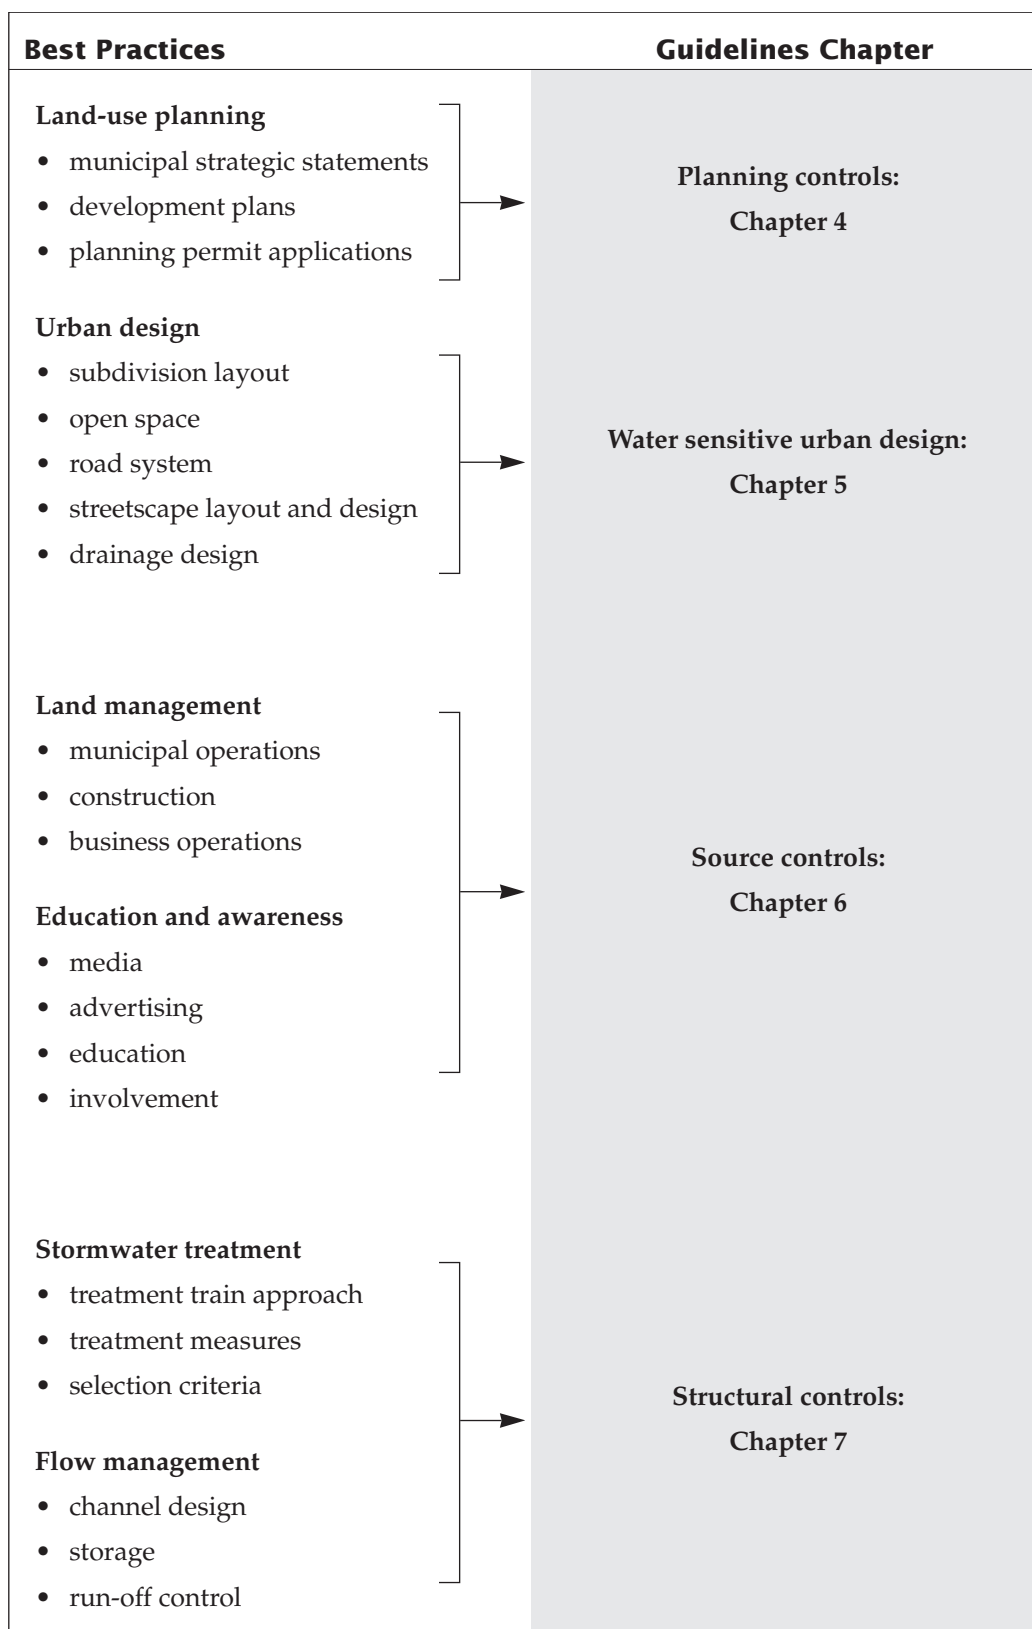 Best Practices
Guidelines Chapter
Land-use planning
• municipal strategic statements
• development plans
• planning permit applications
Planning controls:
Chapter 4
Urban design
• subdivision layout
• open space
• road system
• streetscape layout and design
• drainage design
Water sensitive urban design:
Chapter 5
Land management
• municipal operations
• construction
• business operations
Education and awareness
• media
• advertising
• education
• involvement
Source controls:
Chapter 6
Stormwater treatment
• treatment train approach
• treatment measures
• selection criteria
Flow management
• channel design
• storage
• run-off control
Structural controls:
Chapter 7